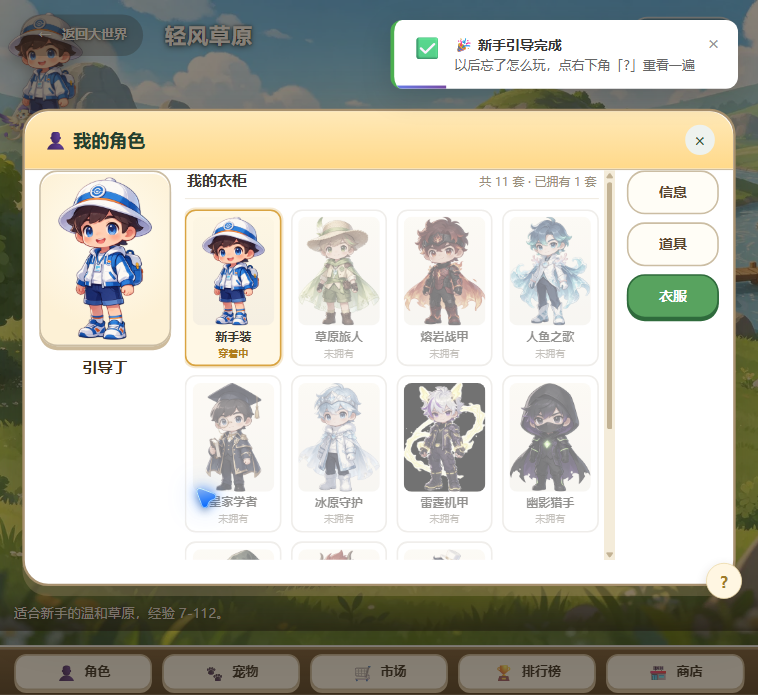 返回大世界
轻风草原
新手引导完成
以后忘了怎么玩，点右下角「?」重看一遍
我的角色
我的衣柜
共 11 套 · 已拥有 1 套
信息
道具
衣服
引导丁
新手装
穿着中
草原旅人
未拥有
熔岩战甲
未拥有
人鱼之歌
未拥有
皇家学者
未拥有
冰原守护
未拥有
雷霆机甲
未拥有
幽影猎手
未拥有
?
适合新手的温和草原，经验 7-112。
角色
宠物
市场
排行榜
商店